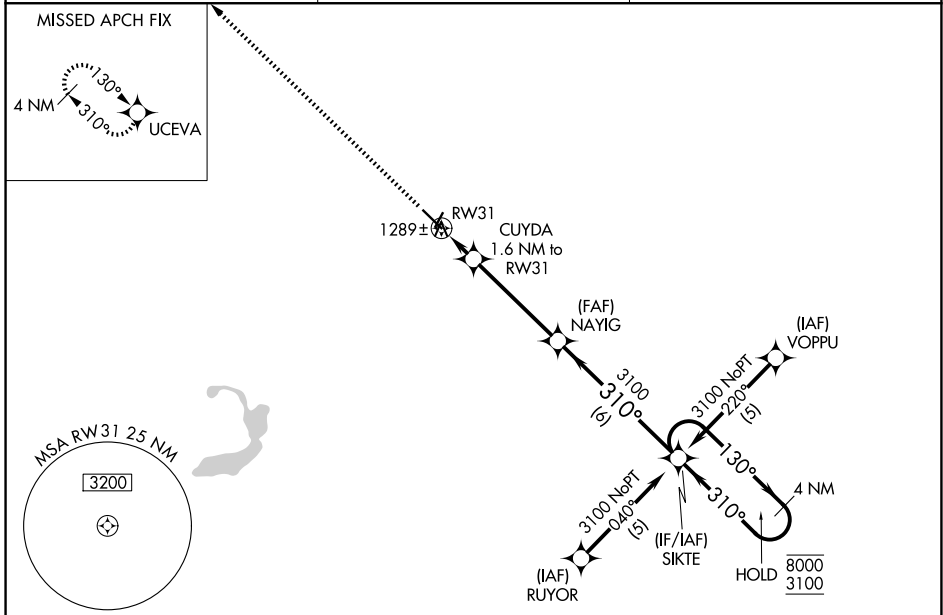 MISSED APCH FIX
130°
4 NM
310°
UCEVA
RW31
1289±
CUYDA
1.6 NM to
RW31
(FAF)
NAYIG
(IAF)
VOPPU
3100
310°
(6)
3100 NoPT
220°
(5)
MSA RW31 25 NM
3200
130°
4 NM
310°
3100 NoPT
040°
(5)
(IF/IAF)
SIKTE
HOLD
8000
3100
(IAF)
RUYOR